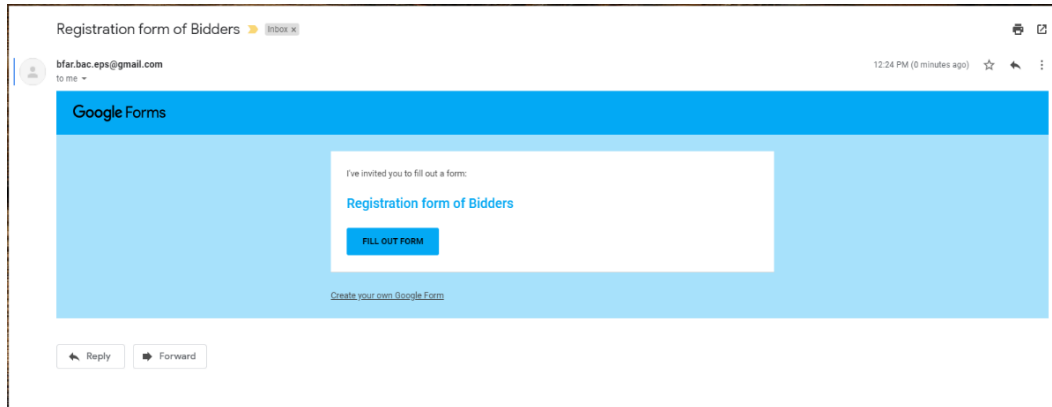 Registration form of Bidders Inbox x
bfar.bac.eps@gmail.com 12:24 PM (0 minutes ago)
to me
Google Forms
I've invited you to fill out a form:
Registration form of Bidders
FILL OUT FORM
Create your own Google Form
Reply Forward